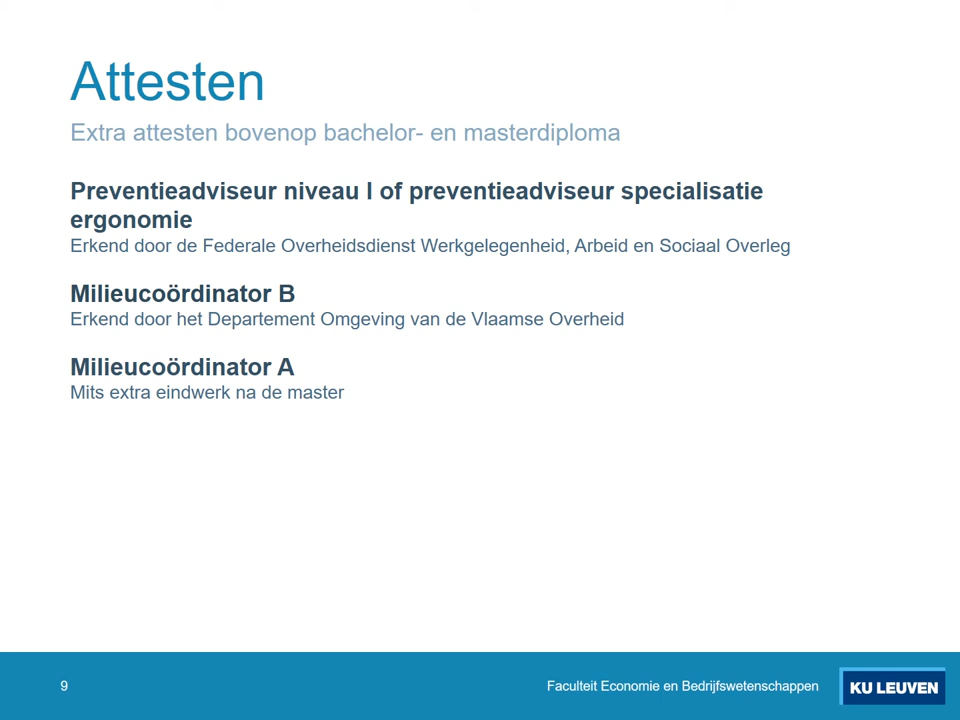 Attesten
Extra attesten bovenop bachelor- en masterdiploma
Preventieadviseur niveau I of preventieadviseur specialisatie
ergonomie
Erkend door de Federale Overheidsdienst Werkgelegenheid, Arbeid en Sociaal Overleg
Milieucoördinator B
Erkend door het Departement Omgeving van de Vlaamse Overheid
Milieucoördinator A
Mits extra eindwerk na de master
9
Faculteit Economie en Bedrijfswetenschappen
KU LEUVEN